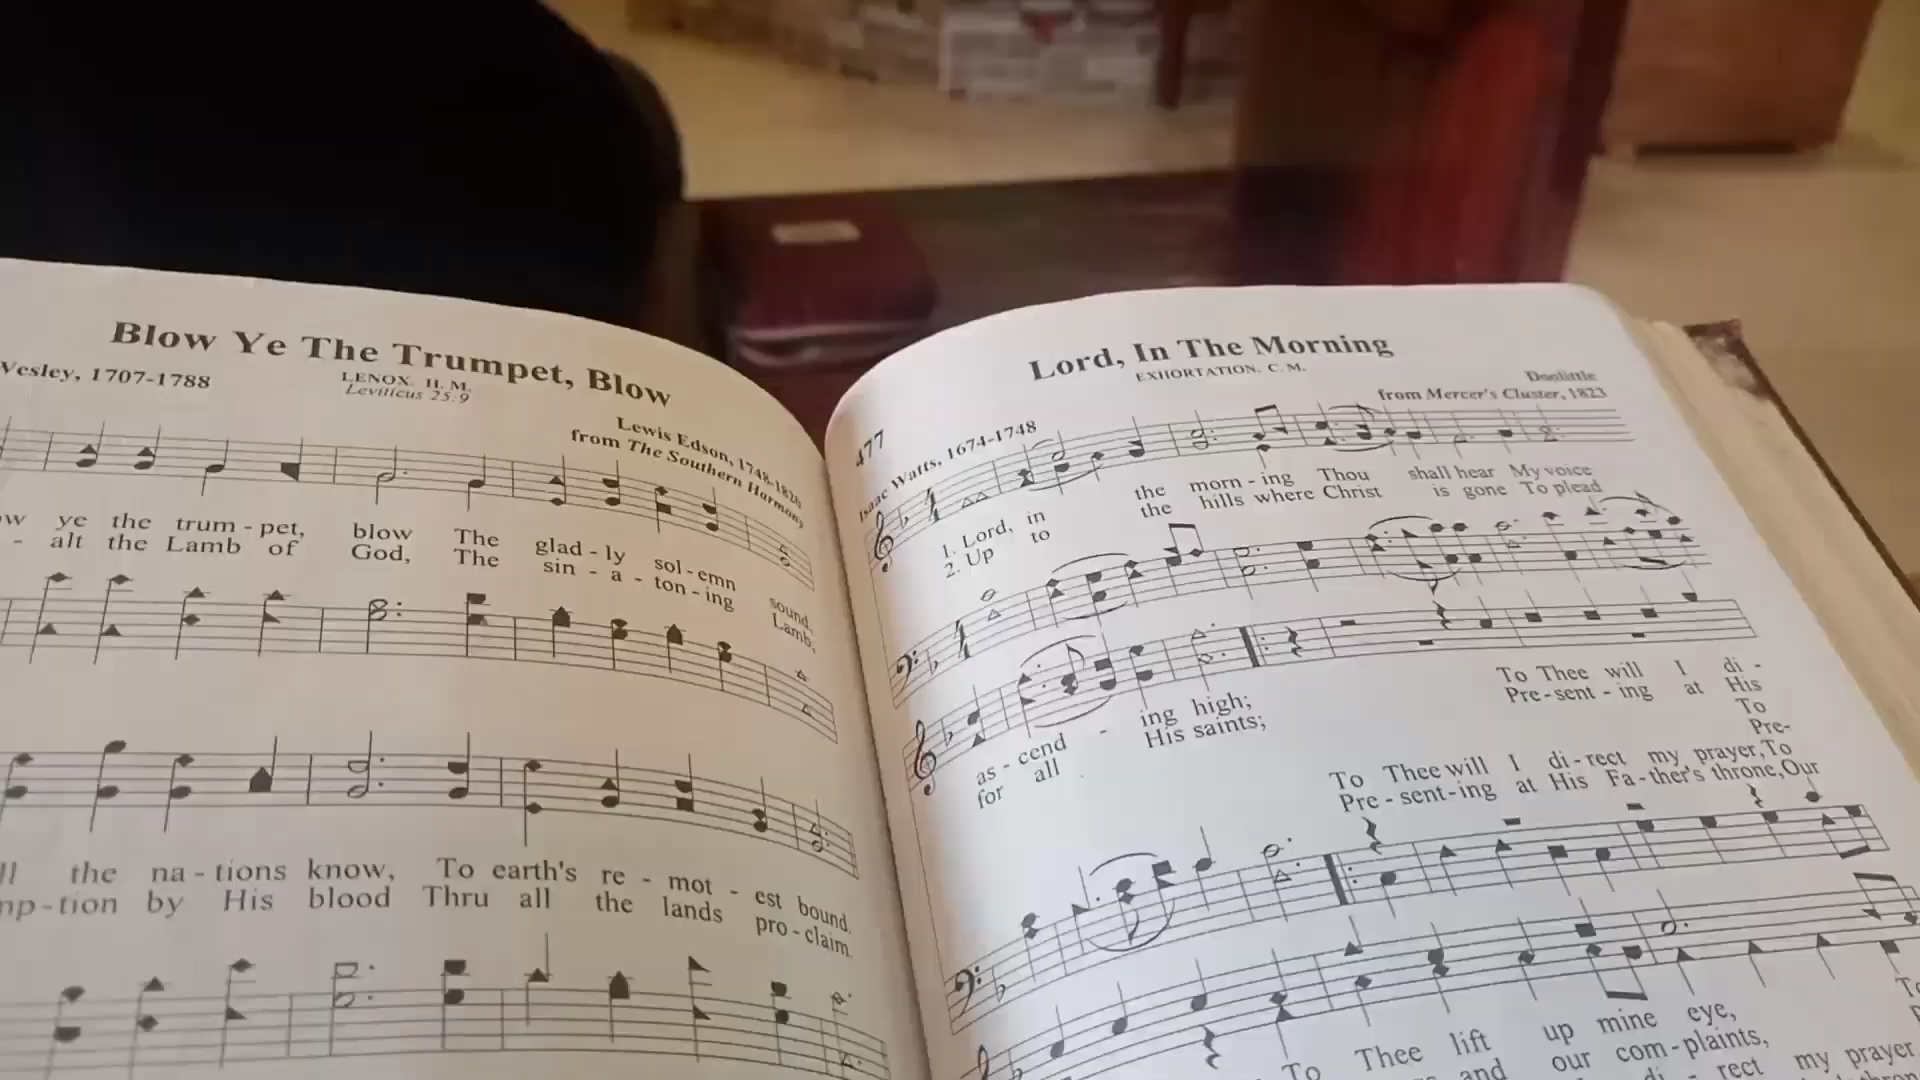 Blow Ye The Trumpet, Blow
Wesley, 1707-1788
LENOX. H. M.
Leviticus 25:9
Lewis Edson, 1748-1820
from The Southern Harmony
ye the trum - pet, blow The glad - ly sol - emn sound,
- alt the Lamb of God, The sin - a - ton - ing Lamb,
the na - tions know, To earth's re - mot - est bound.
-tion by His blood Thru all the lands pro - claim.
Lord, In The Morning
EXHORTATION. C. M.
477
Isaac Watts, 1674-1748
Doolittle
from Mercer's Cluster, 1823
1. Lord, in the morn - ing Thou shall hear My voice
2. Up to the hills where Christ is gone To plead
as - cend - ing high;
for all His saints;
To Thee will I di -
Pre - sent - ing at His
To
Pre-
To Thee will I di - rect my prayer, To
Pre - sent - ing at His Fa - ther's throne, Our
To Thee lift up mine eye,
and our com - plaints,
di - rect my prayer